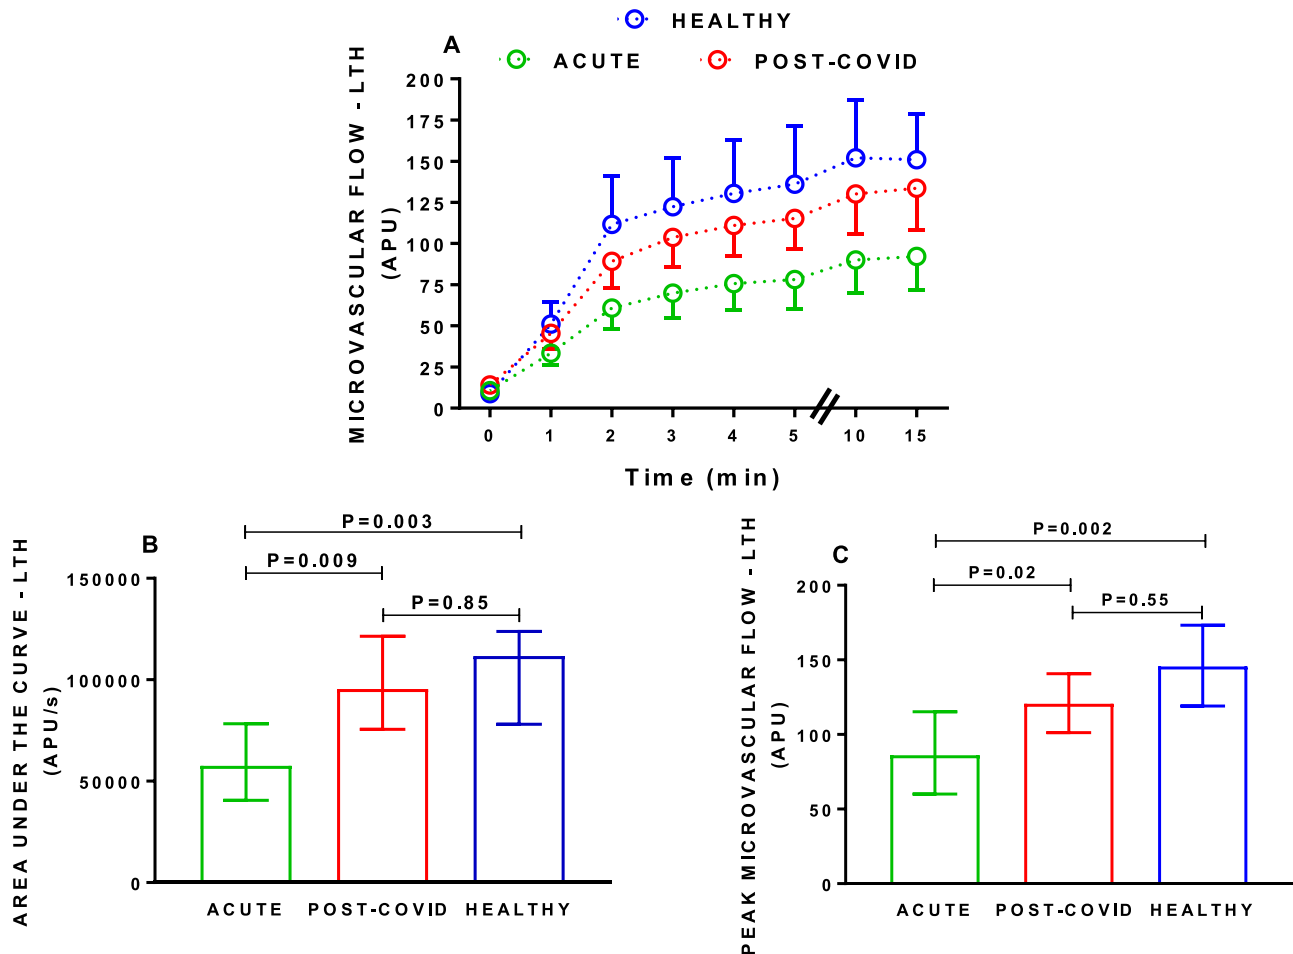 HEALTHY
A
ACUTE
POST-COVID
MICROVASCULAR FLOW - LTH
(APU)
200
175
150
125
100
75
50
25
0
0 1 2 3 4 5 10 15
Time (min)
B
P=0.003
P=0.009
P=0.85
AREA UNDER THE CURVE - LTH
(APU/s)
150000
100000
50000
0
ACUTE POST-COVID HEALTHY
C
P=0.002
P=0.02
P=0.55
PEAK MICROVASCULAR FLOW - LTH
(APU)
200
150
100
50
0
ACUTE POST-COVID HEALTHY